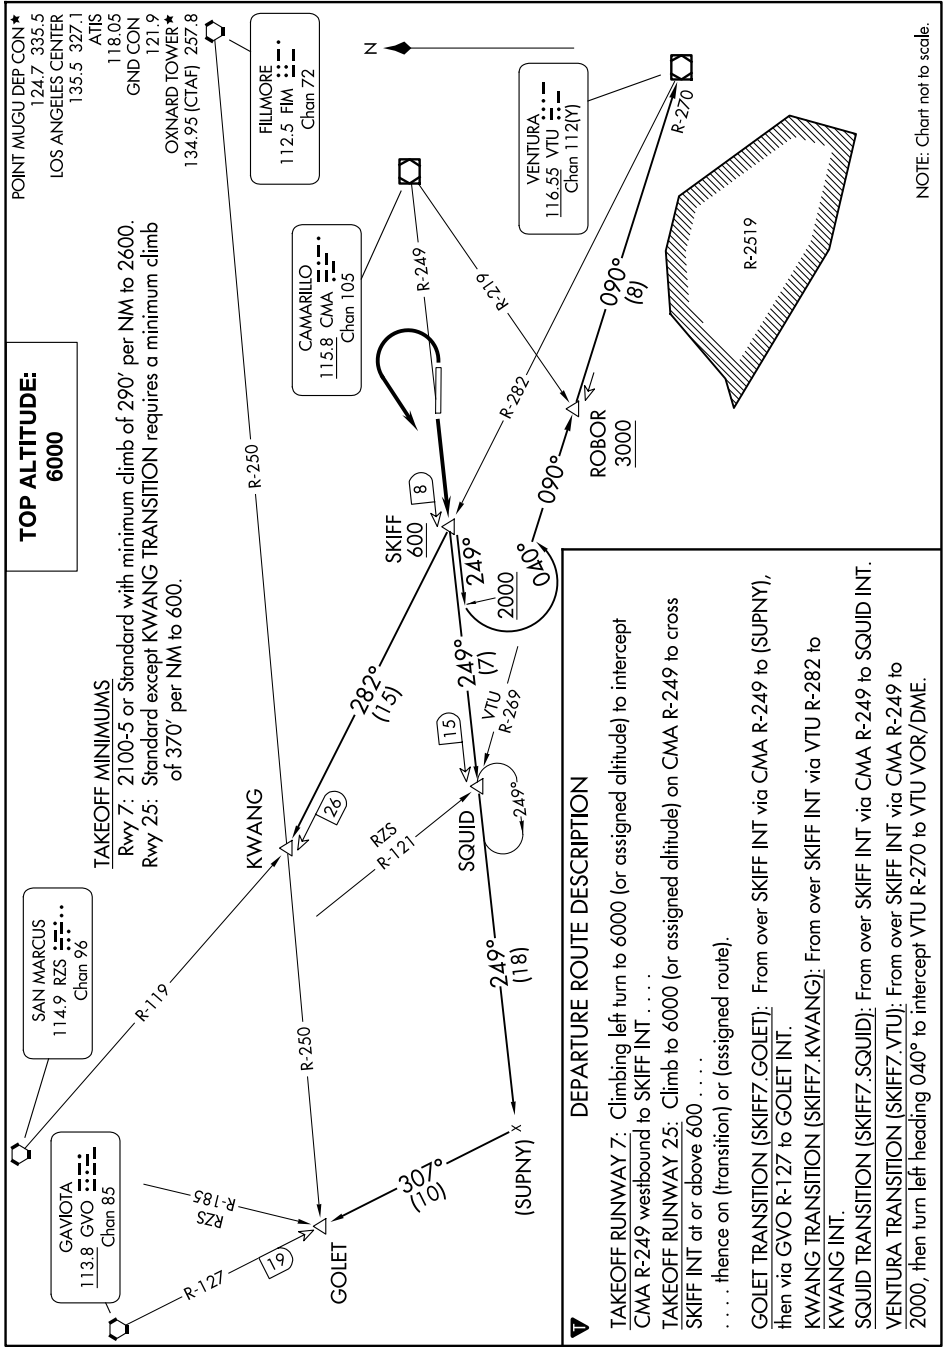 POINT MUGU DEP CON★
124.7 335.5
LOS ANGELES CENTER
135.5 327.1
ATIS
118.05
GND CON
121.9
OXNARD TOWER★
134.95 (CTAF) 257.8
TOP ALTITUDE:
6000
TAKEOFF MINIMUMS
Rwy 7: 2100-5 or Standard with minimum climb of 290' per NM to 2600.
Rwy 25: Standard except KWANG TRANSITION requires a minimum climb
of 370' per NM to 600.
SAN MARCUS
114.9 RZS
Chan 96
GAVIOTA
113.8 GVO
Chan 85
FILLMORE
112.5 FIM
Chan 72
CAMARILLO
115.8 CMA
Chan 105
VENTURA
116.55 VTU
Chan 112(Y)
N
R-250
R-119
KWANG
26
282°
(15)
R-250
RZS
R-185
R-127
19
GOLET
307°
(10)
(SUPNY)
249°
(18)
RZS
R-121
SQUID
15
249°
VTU
R-269
249°
(7)
SKIFF
600
8
249°
2000
040°
090°
ROBOR
3000
090°
(8)
R-249
R-219
R-282
R-270
R-2519
NOTE: Chart not to scale.
T
DEPARTURE ROUTE DESCRIPTION
TAKEOFF RUNWAY 7: Climbing left turn to 6000 (or assigned altitude) to intercept
CMA R-249 westbound to SKIFF INT . . . .
TAKEOFF RUNWAY 25: Climb to 6000 (or assigned altitude) on CMA R-249 to cross
SKIFF INT at or above 600 . . . .
. . . . thence on (transition) or (assigned route).
GOLET TRANSITION (SKIFF7.GOLET): From over SKIFF INT via CMA R-249 to (SUPNY),
then via GVO R-127 to GOLET INT.
KWANG TRANSITION (SKIFF7.KWANG): From over SKIFF INT via VTU R-282 to
KWANG INT.
SQUID TRANSITION (SKIFF7.SQUID): From over SKIFF INT via CMA R-249 to SQUID INT.
VENTURA TRANSITION (SKIFF7.VTU): From over SKIFF INT via CMA R-249 to
2000, then turn left heading 040° to intercept VTU R-270 to VTU VOR/DME.